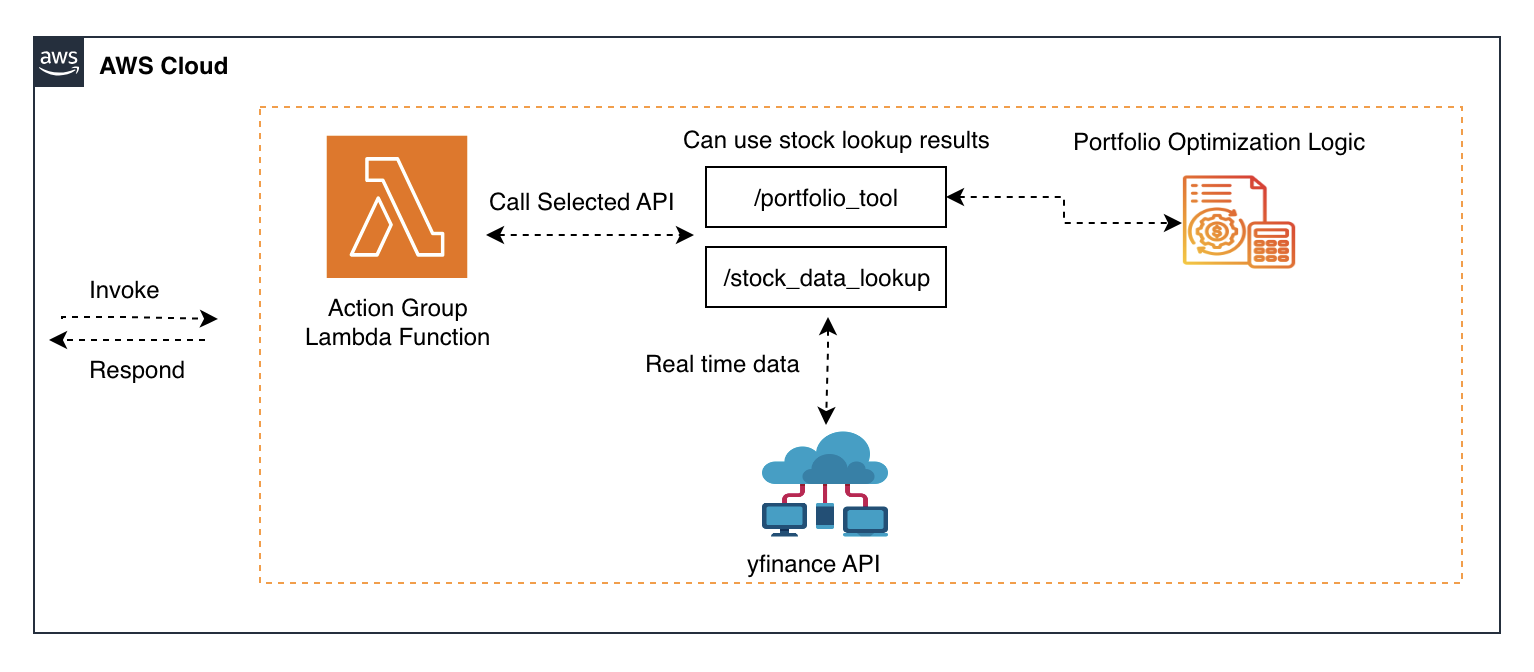 aws
AWS Cloud
Can use stock lookup results
Portfolio Optimization Logic
/portfolio_tool
Call Selected API
/stock_data_lookup
Invoke
Action Group
Lambda Function
Respond
Real time data
$
yfinance API